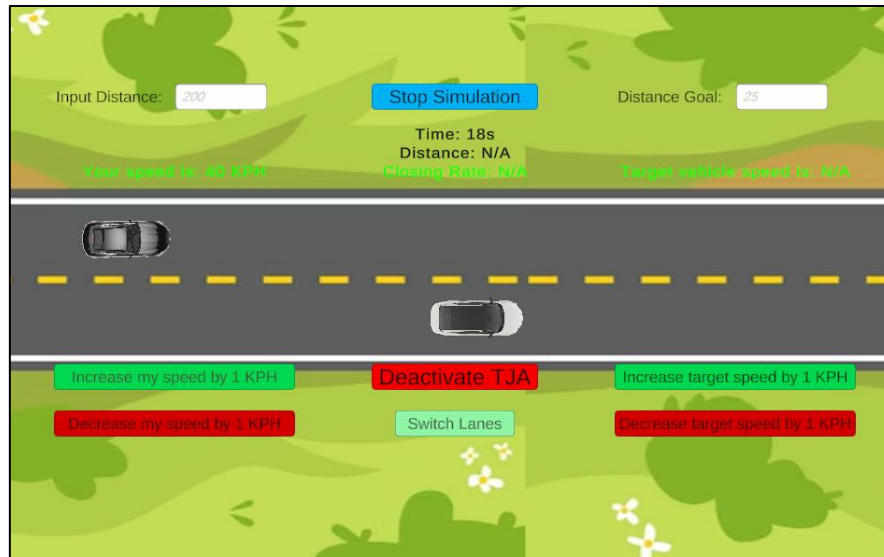 Input Distance: 200
Stop Simulation
Distance Goal: 25
Time: 18s
Distance: N/A
Your speed is: 40 KPH
Closing Rate: N/A
Target vehicle speed is: N/A
Increase my speed by 1 KPH
Deactivate TJA
Increase target speed by 1 KPH
Decrease my speed by 1 KPH
Switch Lanes
Decrease target speed by 1 KPH